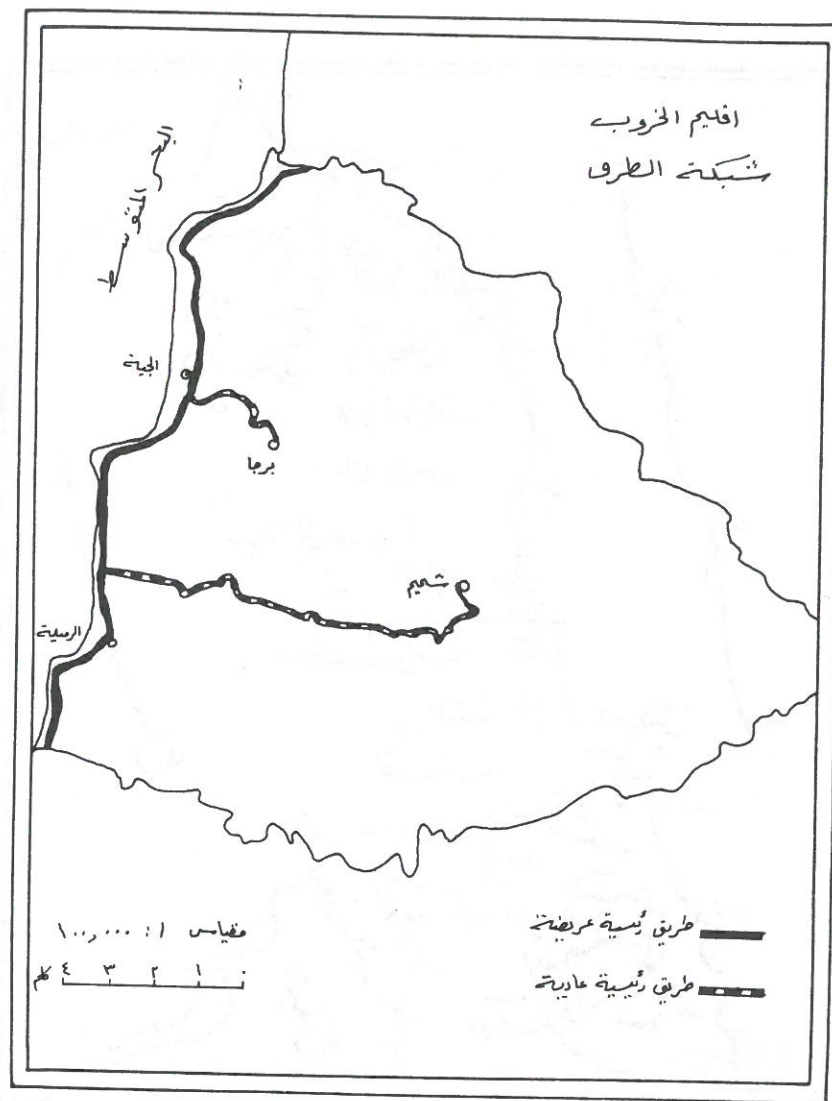 اقليم الخروب
شبكة الطرق
البحر المتوسط
الجية
برجا
شحيم
الرميلة
طريق رئيسية عريضة
طريق رئيسية عادية
مقياس ١ : ١٠٠,٠٠٠
٤ ٣ ٢ ١ ٠ كلم